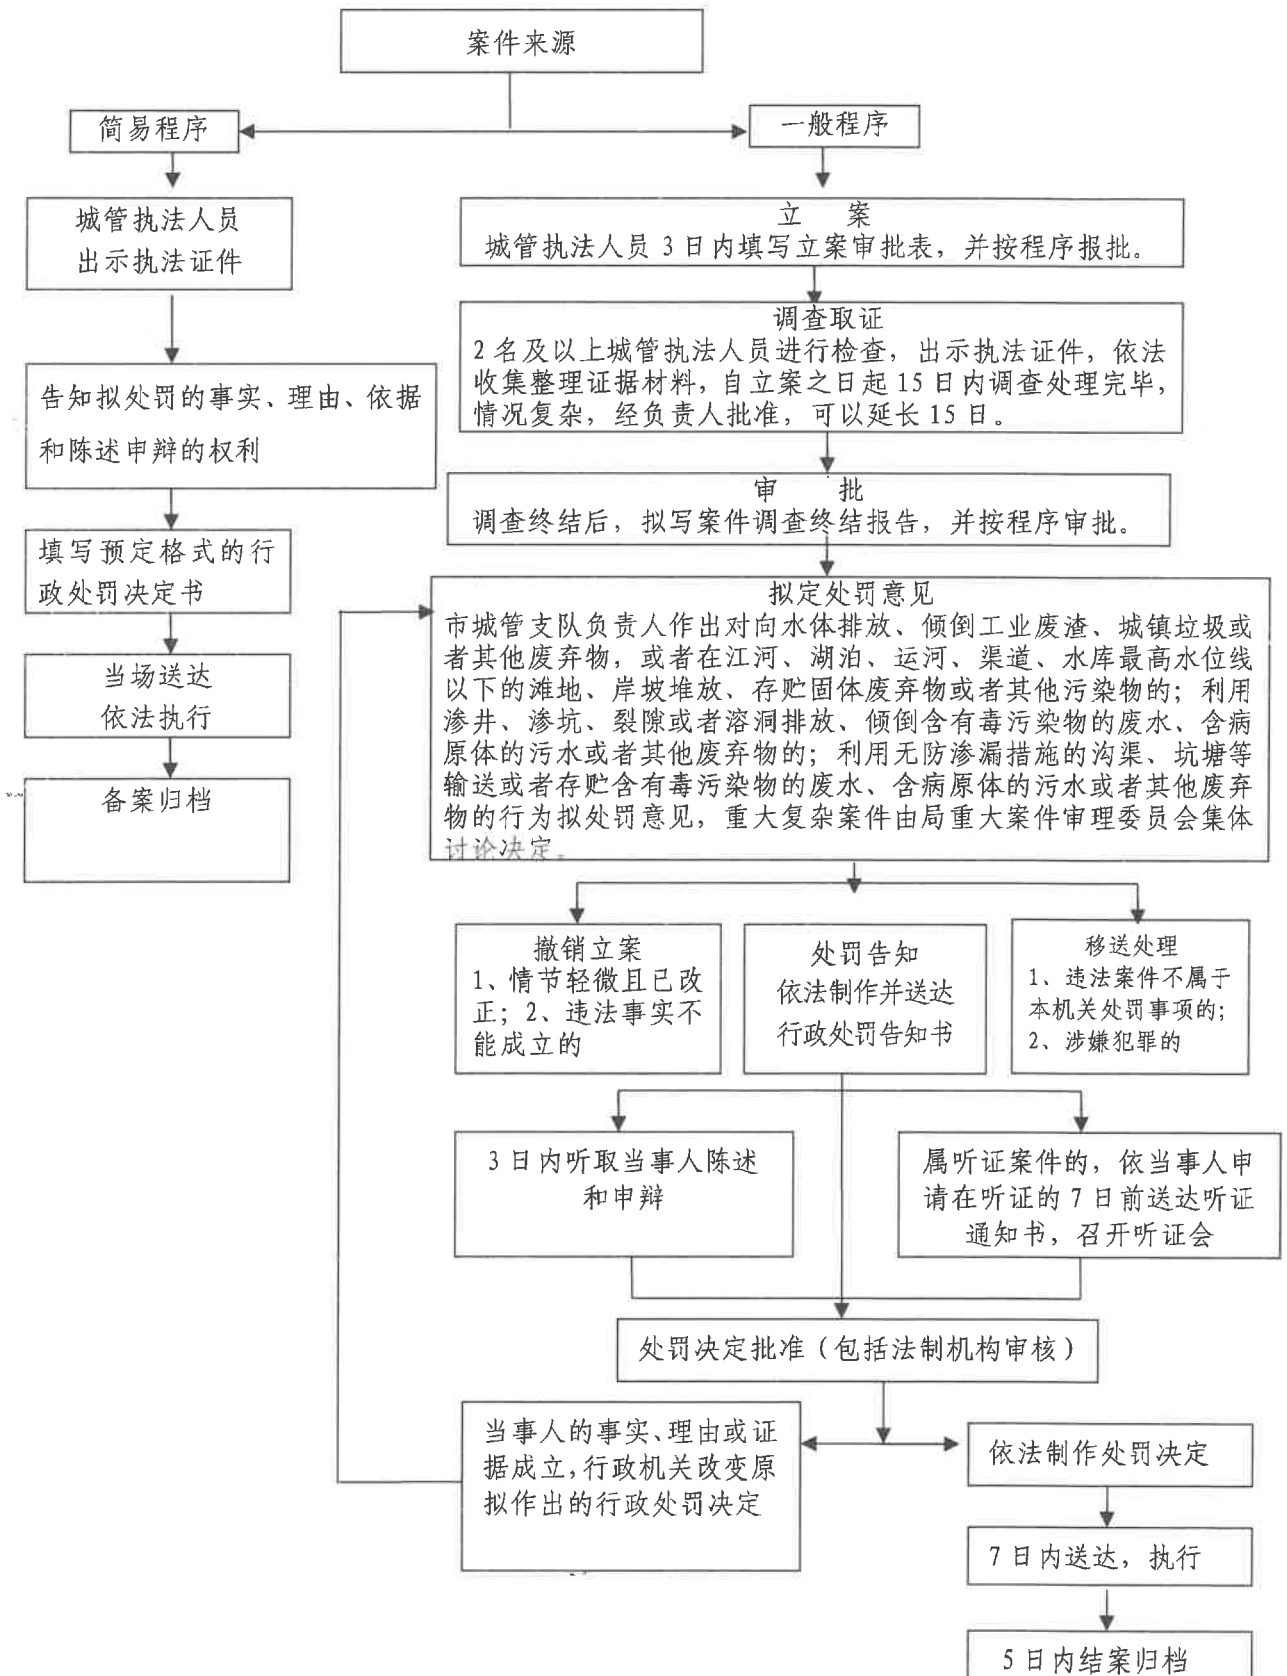 案件来源
简易程序
一般程序
城管执法人员
出示执法证件
告知拟处罚的事实、理由、依据
和陈述申辩的权利
填写预定格式的行
政处罚决定书
当场送达
依法执行
备案归档
立 案
城管执法人员 3 日内填写立案审批表，并按程序报批。
调查取证
2 名及以上城管执法人员进行检查，出示执法证件，依法
收集整理证据材料，自立案之日起 15 日内调查处理完毕，
情况复杂，经负责人批准，可以延长 15 日。
审 批
调查终结后，拟写案件调查终结报告，并按程序审批。
拟定处罚意见
市城管支队负责人作出对向水体排放、倾倒工业废渣、城镇垃圾或
者其他废弃物，或者在江河、湖泊、运河、渠道、水库最高水位线
以下的滩地、岸坡堆放、存贮固体废弃物或者其他污染物的；利用
渗井、渗坑、裂隙或者溶洞排放、倾倒含有毒污染物的废水、含病
原体的污水或者其他废弃物的；利用无防渗漏措施的沟渠、坑塘等
输送或者存贮含有毒污染物的废水、含病原体的污水或者其他废弃
物的行为拟处罚意见，重大复杂案件由局重大案件审理委员会集体
讨论决定。
撤销立案
1、情节轻微且已改
正；2、违法事实不
能成立的
处罚告知
依法制作并送达
行政处罚告知书
移送处理
1、违法案件不属于
本机关处罚事项的；
2、涉嫌犯罪的
3 日内听取当事人陈述
和申辩
属听证案件的，依当事人申
请在听证的 7 日前送达听证
通知书，召开听证会
处罚决定批准（包括法制机构审核）
当事人的事实、理由或证
据成立，行政机关改变原
拟作出的行政处罚决定
依法制作处罚决定
7 日内送达，执行
5 日内结案归档